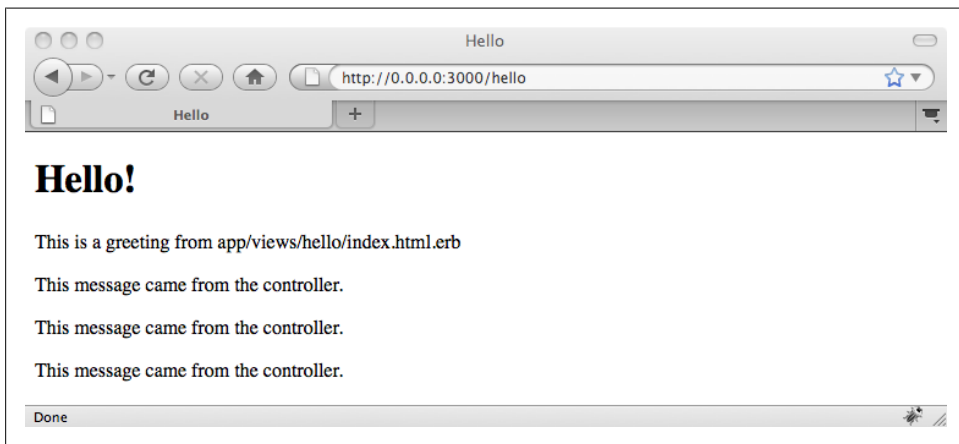 Hello
http://0.0.0.0:3000/hello
Hello
Hello!
This is a greeting from app/views/hello/index.html.erb
This message came from the controller.
This message came from the controller.
This message came from the controller.
Done